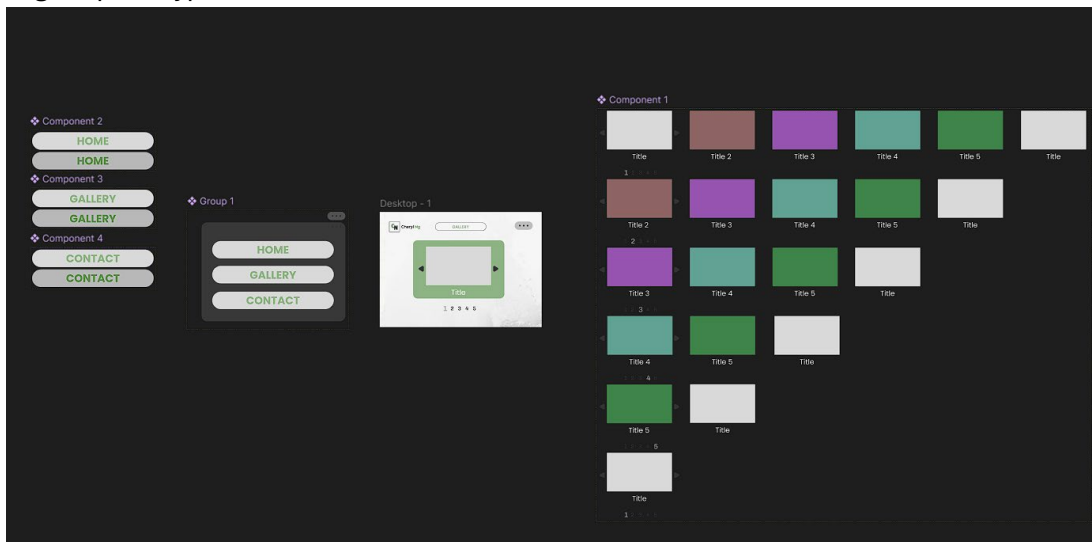 Component 2
HOME
HOME
Component 3
GALLERY
GALLERY
Component 4
CONTACT
CONTACT
Group 1
HOME
GALLERY
CONTACT
Desktop - 1
GALLERY
Title
1 2 3 4 5
Component 1
Title Title 2 Title 3 Title 4 Title 5 Title
1
Title 2 Title 3 Title 4 Title 5 Title
2
Title 3 Title 4 Title 5 Title
3
Title 4 Title 5 Title
4
Title 5 Title
5
Title
1